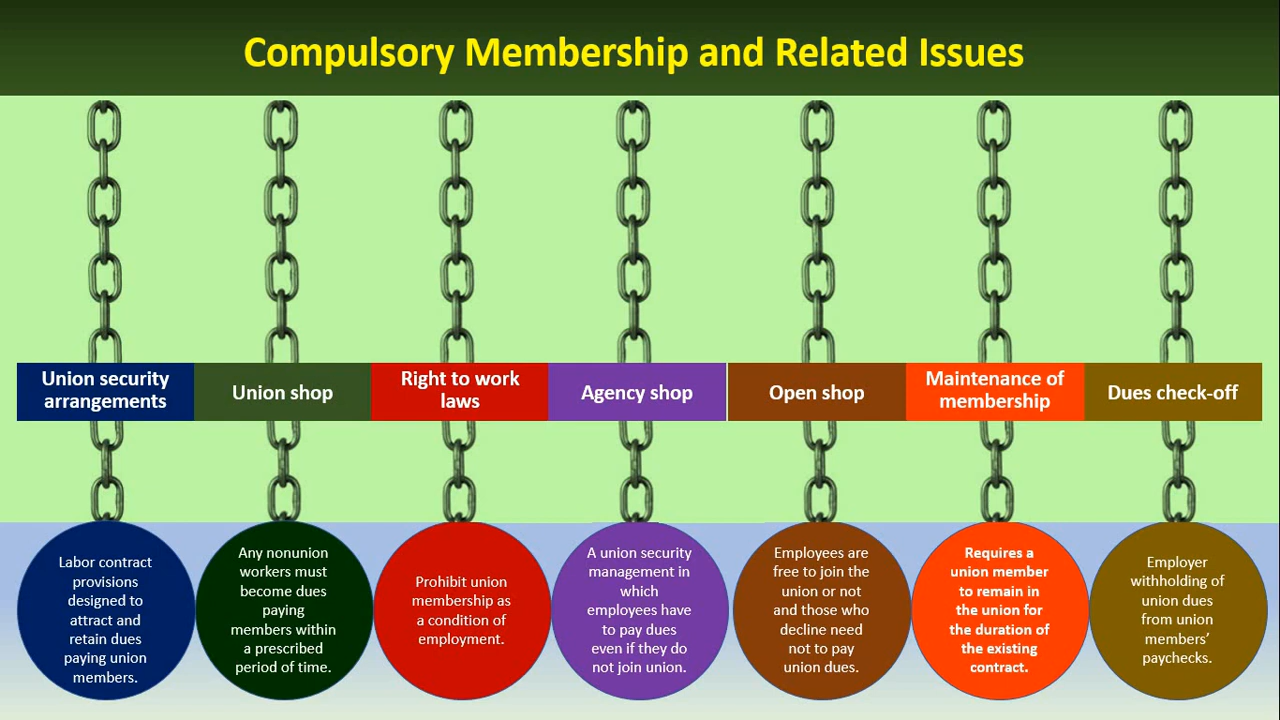 Compulsory Membership and Related Issues
Union security
arrangements
Union shop
Right to work
laws
Agency shop
Open shop
Maintenance of
membership
Dues check-off
Labor contract
provisions
designed to
attract and
retain dues
paying union
members.
Any nonunion
workers must
become dues
paying
members within
a prescribed
period of time.
Prohibit union
membership as
a condition of
employment.
A union security
management in
which
employees have
to pay dues
even if they do
not join union.
Employees are
free to join the
union or not
and those who
decline need
not to pay
union dues.
Requires a
union member
to remain in
the union for
the duration of
the existing
contract.
Employer
withholding of
union dues
from union
members’
paychecks.